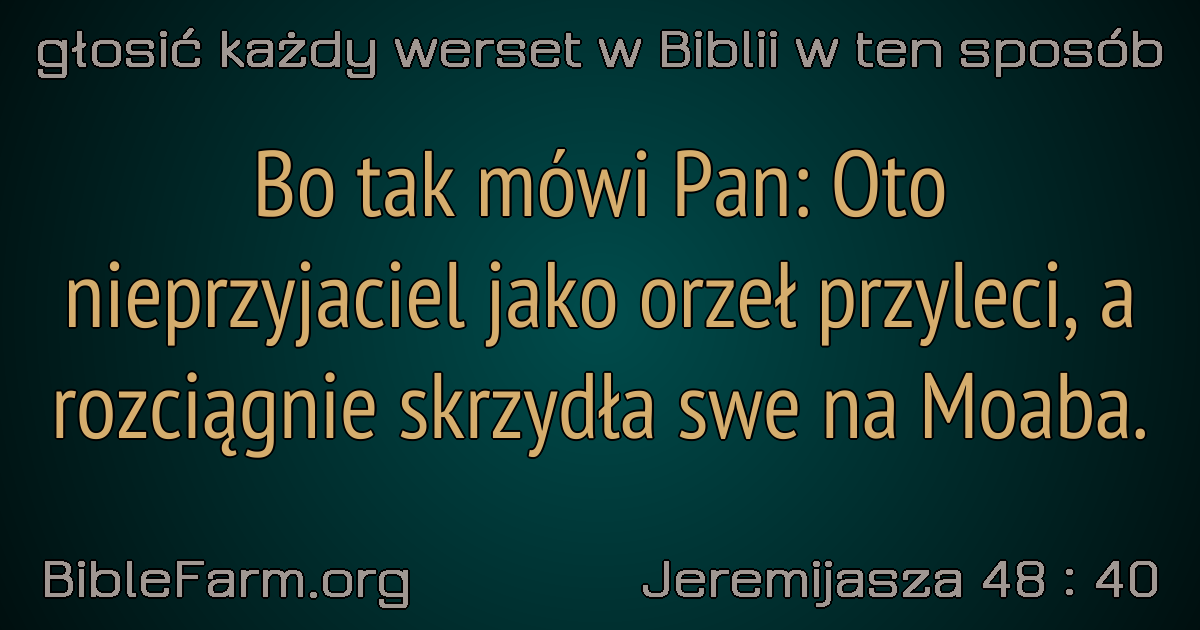 głosić każdy werset w Biblii w ten sposób
Bo tak mówi Pan: Oto
nieprzyjaciel jako orzeł przyleci, a
rozciągnie skrzydła swe na Moaba.
BibleFarm.org
Jeremijasza 48 : 40